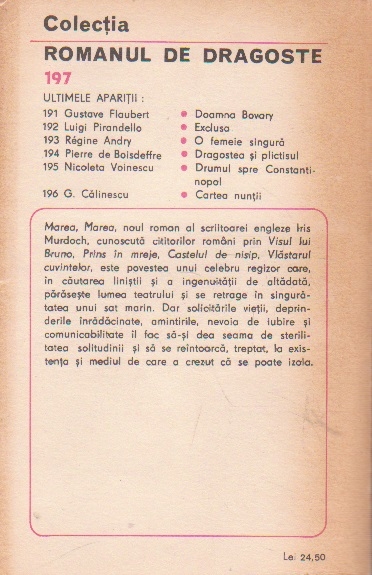 Colecția
ROMANUL DE DRAGOSTE
197
ULTIMELE APARIȚII :
191 Gustave Flaubert • Doamna Bovary
192 Luigi Pirandello • Exclusa
193 Régine Andry • O femeie singură
194 Pierre de Boisdeffre • Dragostea și plictisul
195 Nicoleta Voinescu • Drumul spre Constanti-
nopol
196 G. Călinescu • Cartea nunții
Marea, Marea, noul roman al scriitoarei engleze Iris
Murdoch, cunoscută cititorilor români prin Visul lui
Bruno, Prins în mreje, Castelul de nisip, Vlăstarul
cuvintelor, este povestea unui celebru regizor care,
în căutarea liniștii și a ingenuității de altădată,
părăsește lumea teatrului și se retrage în singură-
tatea unui sat marin. Dar solicitările vieții, deprin-
derile înrădăcinate, amintirile, nevoia de iubire și
comunicabilitate îl fac să-și dea seama de sterili-
tatea solitudinii și să se reîntoarcă, treptat, la exis-
tența și mediul de care a crezut că se poate izola.
Lei 24,50